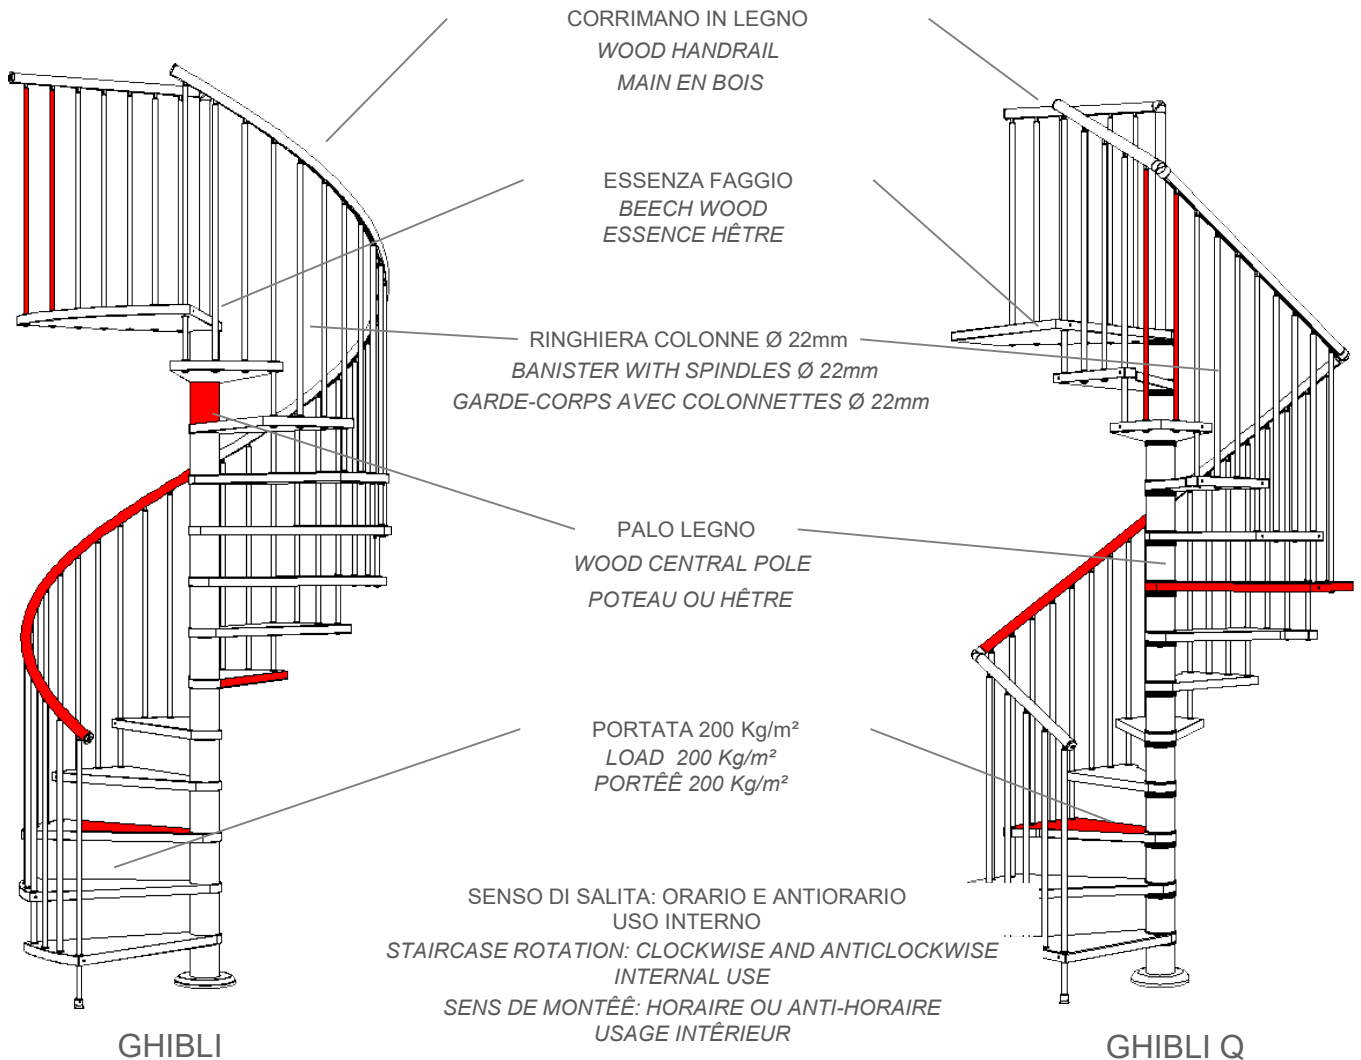 CORRIMANO IN LEGNO
WOOD HANDRAIL
MAIN EN BOIS
ESSENZA FAGGIO
BEECH WOOD
ESSENCE HÊTRE
RINGHIERA COLONNE Ø 22mm
BANISTER WITH SPINDLES Ø 22mm
GARDE-CORPS AVEC COLONNETTES Ø 22mm
PALO LEGNO
WOOD CENTRAL POLE
POTEAU OU HÊTRE
PORTATA 200 Kg/m²
LOAD 200 Kg/m²
PORTÊÊ 200 Kg/m²
SENSO DI SALITA: ORARIO E ANTIORARIO
USO INTERNO
STAIRCASE ROTATION: CLOCKWISE AND ANTICLOCKWISE
INTERNAL USE
SENS DE MONTÊÊ: HORAIRE OU ANTI-HORAIRE
USAGE INTÊRIEUR
GHIBLI
GHIBLI Q